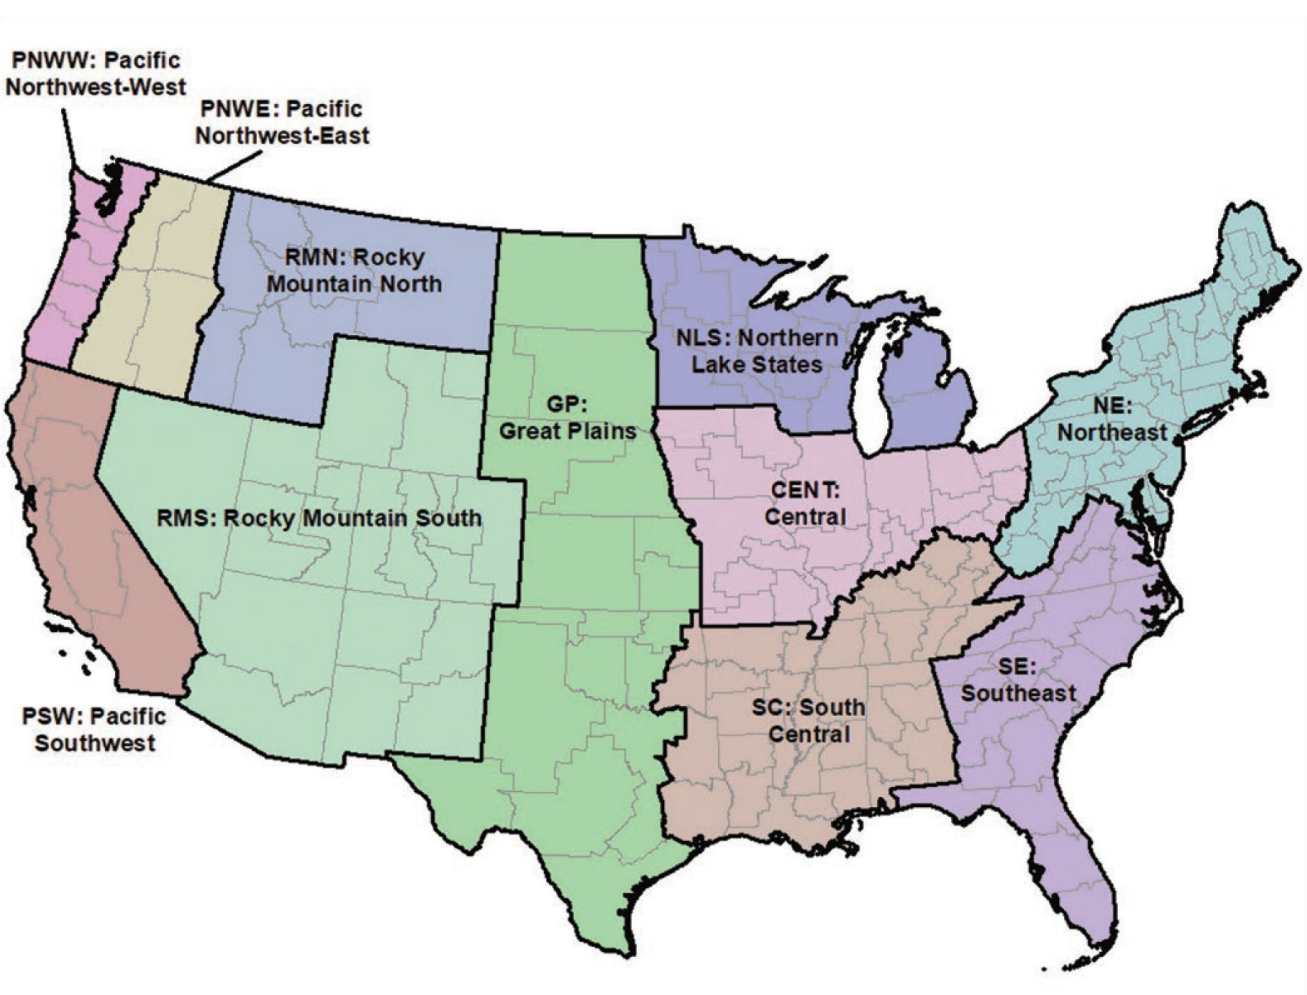 PNWW: Pacific
Northwest-West
PNWE: Pacific
Northwest-East
RMN: Rocky
Mountain North
NLS: Northern
Lake States
GP:
Great Plains
NE:
Northeast
CENT:
Central
RMS: Rocky Mountain South
SE:
Southeast
SC: South
Central
PSW: Pacific
Southwest